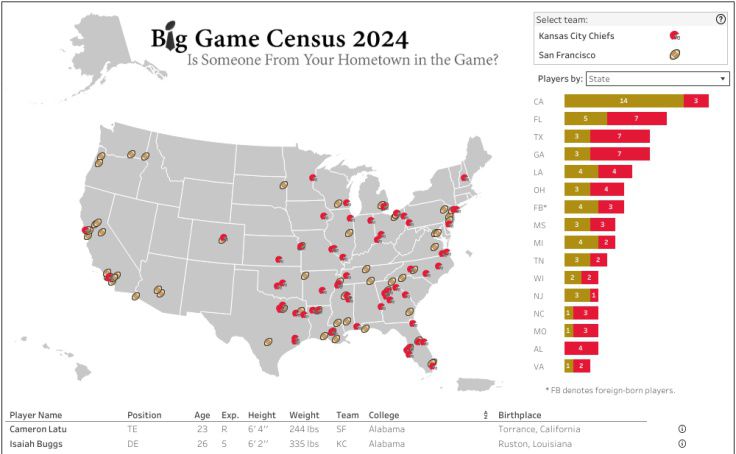 Big Game Census 2024
Is Someone From Your Hometown in the Game?
Select team:
Kansas City Chiefs
San Francisco
Players by: State
CA 14 3
FL 5 7
TX 3 7
GA 3 7
LA 4 4
OH 3 4
FB* 4 3
MS 3 3
MI 4 2
TN 3 2
WI 2 2
NJ 3 1
NC 1 3
MO 1 3
AL 4
VA 1 2
* FB denotes foreign-born players.
Player Name Position Age Exp. Height Weight Team College Birthplace
Cameron Latu TE 23 R 6' 4'' 244 lbs SF Alabama Torrance, California
Isaiah Buggs DE 26 5 6' 2'' 335 lbs KC Alabama Ruston, Louisiana